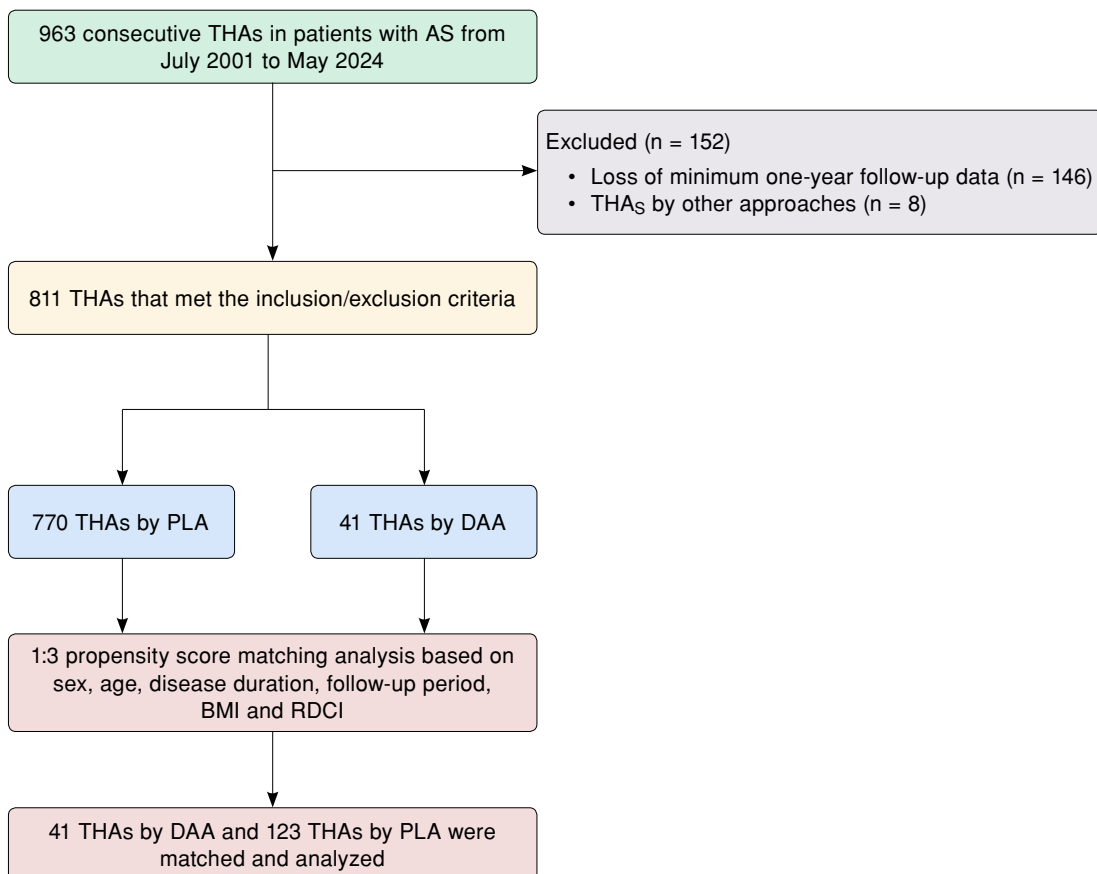 963 consecutive THAs in patients with AS from
July 2001 to May 2024
Excluded (n = 152)
• Loss of minimum one-year follow-up data (n = 146)
• THAS by other approaches (n = 8)
811 THAs that met the inclusion/exclusion criteria
770 THAs by PLA
41 THAs by DAA
1:3 propensity score matching analysis based on
sex, age, disease duration, follow-up period,
BMI and RDCI
41 THAs by DAA and 123 THAs by PLA were
matched and analyzed